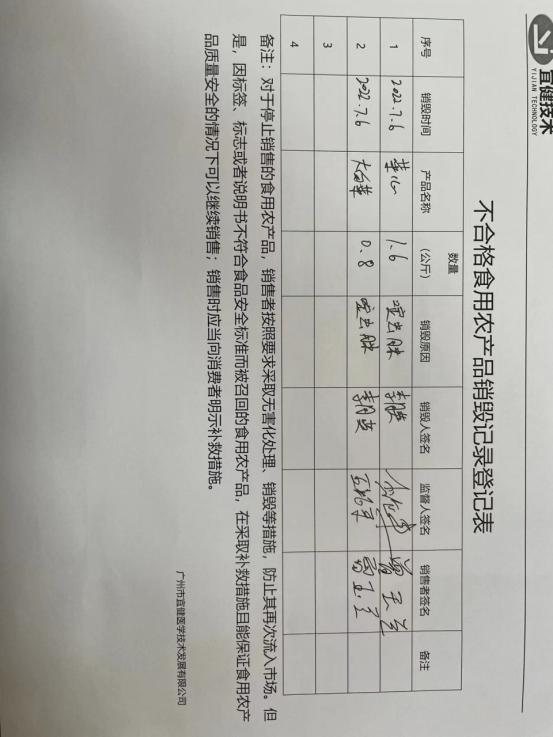 宜健技术
YIJIAN TECHNOLOGY
不合格食用农产品销毁记录登记表
序号 销毁时间 产品名称 数量（公斤） 销毁原因 销毁人签名 监督人签名 销售者签名 备注
1 2022.7.6 菜心 1.6 啶虫脒
2 2022.7.6 大白菜 0.8 啶虫脒
3
4
备注：对于停止销售的食用农产品，销售者按照要求采取无害化处理、销毁等措施，防止其再次流入市场。但
是，因标签、标志或者说明书不符合食品安全标准而被召回的食用农产品，在采取补救措施且能保证食用农产
品质量安全的情况下可以继续销售；销售时应当向消费者明示补救措施。
广州市宜健医学技术发展有限公司